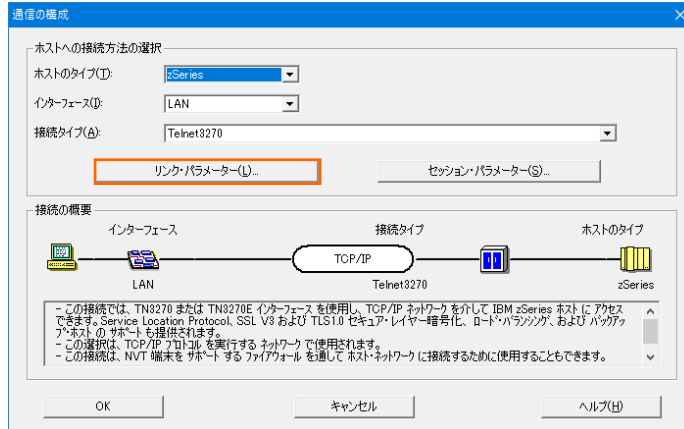 通信の構成
ホストへの接続方法の選択
ホストのタイプ(T):
zSeries
インターフェース(I):
LAN
接続タイプ(A):
Telnet3270
リンク・パラメーター(L)...
セッション・パラメーター(S)...
接続の概要
インターフェース
接続タイプ
ホストのタイプ
TCP/IP
LAN
Telnet3270
zSeries
- この接続では、TN3270 または TN3270E インターフェース を使用し、TCP/IP ネットワーク を介して IBM zSeries ホスト に アクセス
できます。Service Location Protocol、SSL V3 および TLS1.0 セキュア・レイヤー暗号化、ロード・バランシング、および バックアッ
プ・ホスト の サポート も提供されます。
- この選択は、TCP/IP プロトコル を実行する ネットワーク で使用されます。
- この接続は、NVT 端末を サポート する ファイアウォール を通して ホスト・ネットワーク に接続するために使用することもできます。
OK
キャンセル
ヘルプ(H)